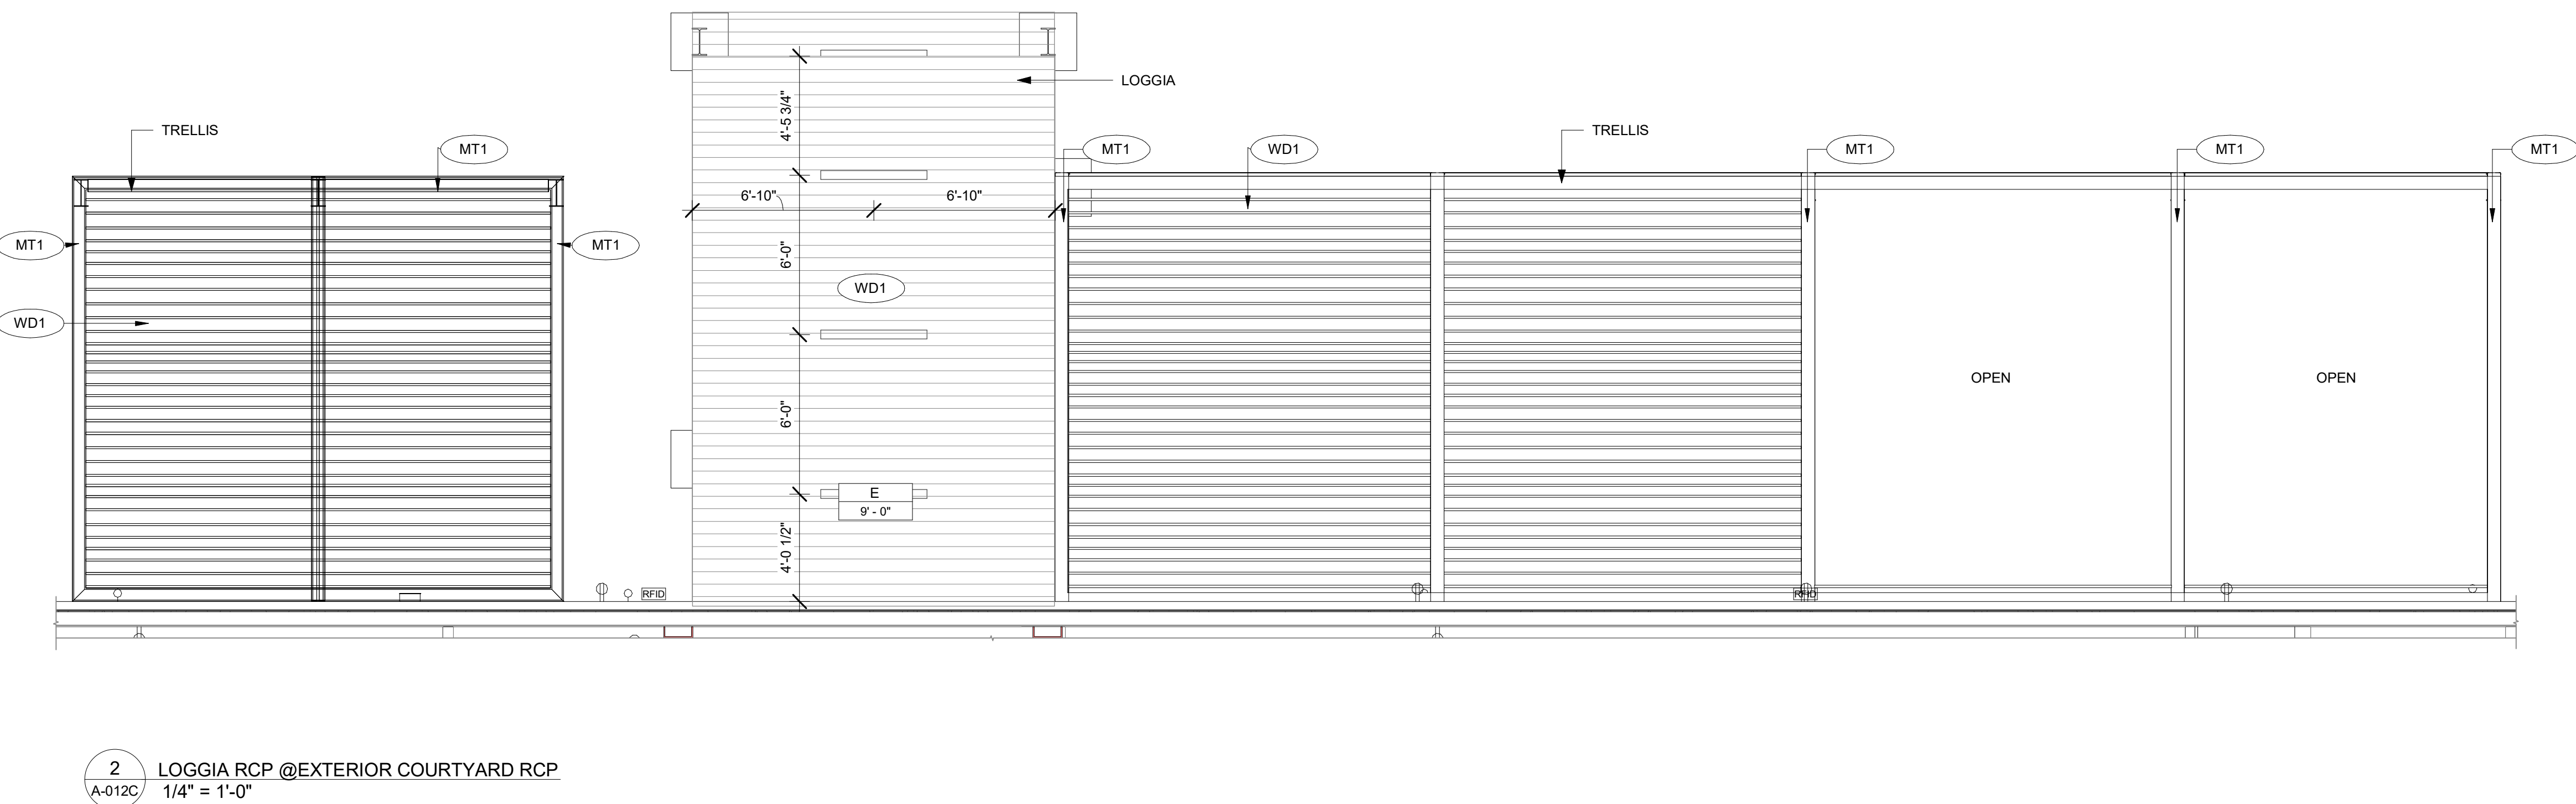 LOGGIA
TRELLIS
MT1
4'-5 3/4"
MT1
WD1
TRELLIS
MT1
MT1
MT1
6'-10"
6'-10"
MT1
MT1
6'-0"
WD1
WD1
OPEN
OPEN
6'-0"
E
9' - 0"
4'-0 1/2"
RFID
RFID
2
A-012C
LOGGIA RCP @EXTERIOR COURTYARD RCP
1/4" = 1'-0"